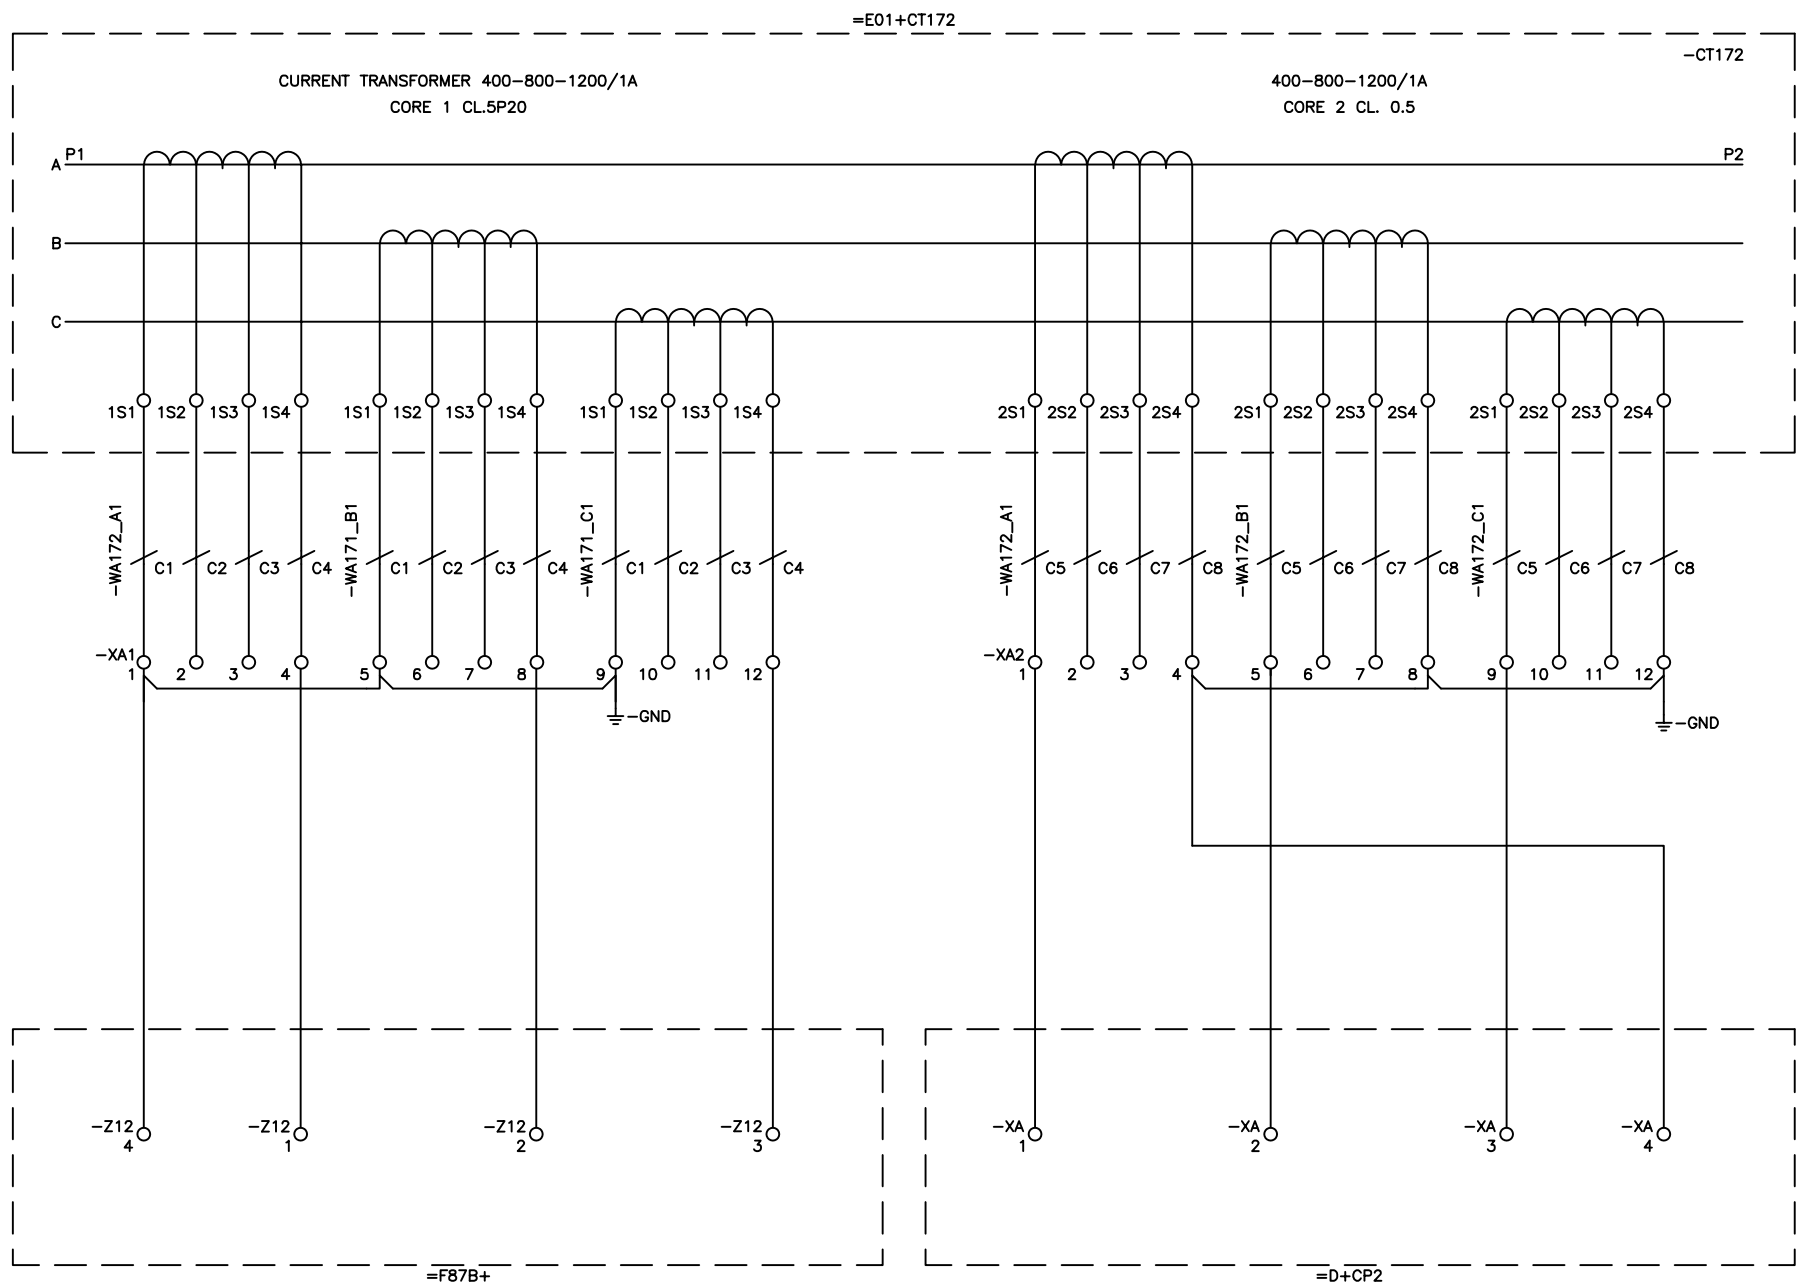 =E01+CT172
-CT172
CURRENT TRANSFORMER 400-800-1200/1A
CORE 1 CL.5P20
400-800-1200/1A
CORE 2 CL. 0.5
A P1 P2
B
C
1S1 1S2 1S3 1S4 1S1 1S2 1S3 1S4 1S1 1S2 1S3 1S4 2S1 2S2 2S3 2S4 2S1 2S2 2S3 2S4 2S1 2S2 2S3 2S4
-WA172_A1 C1 C2 C3 C4 -WA171_B1 C1 C2 C3 C4 -WA171_C1 C1 C2 C3 C4 -WA172_A1 C5 C6 C7 C8 -WA172_B1 C5 C6 C7 C8 -WA172_C1 C5 C6 C7 C8
-XA1 -XA2
1 2 3 4 5 6 7 8 9 10 11 12 1 2 3 4 5 6 7 8 9 10 11 12
-GND -GND
-Z12 -Z12 -Z12 -Z12 -XA -XA -XA -XA
4 1 2 3 1 2 3 4
=F87B+ =D+CP2